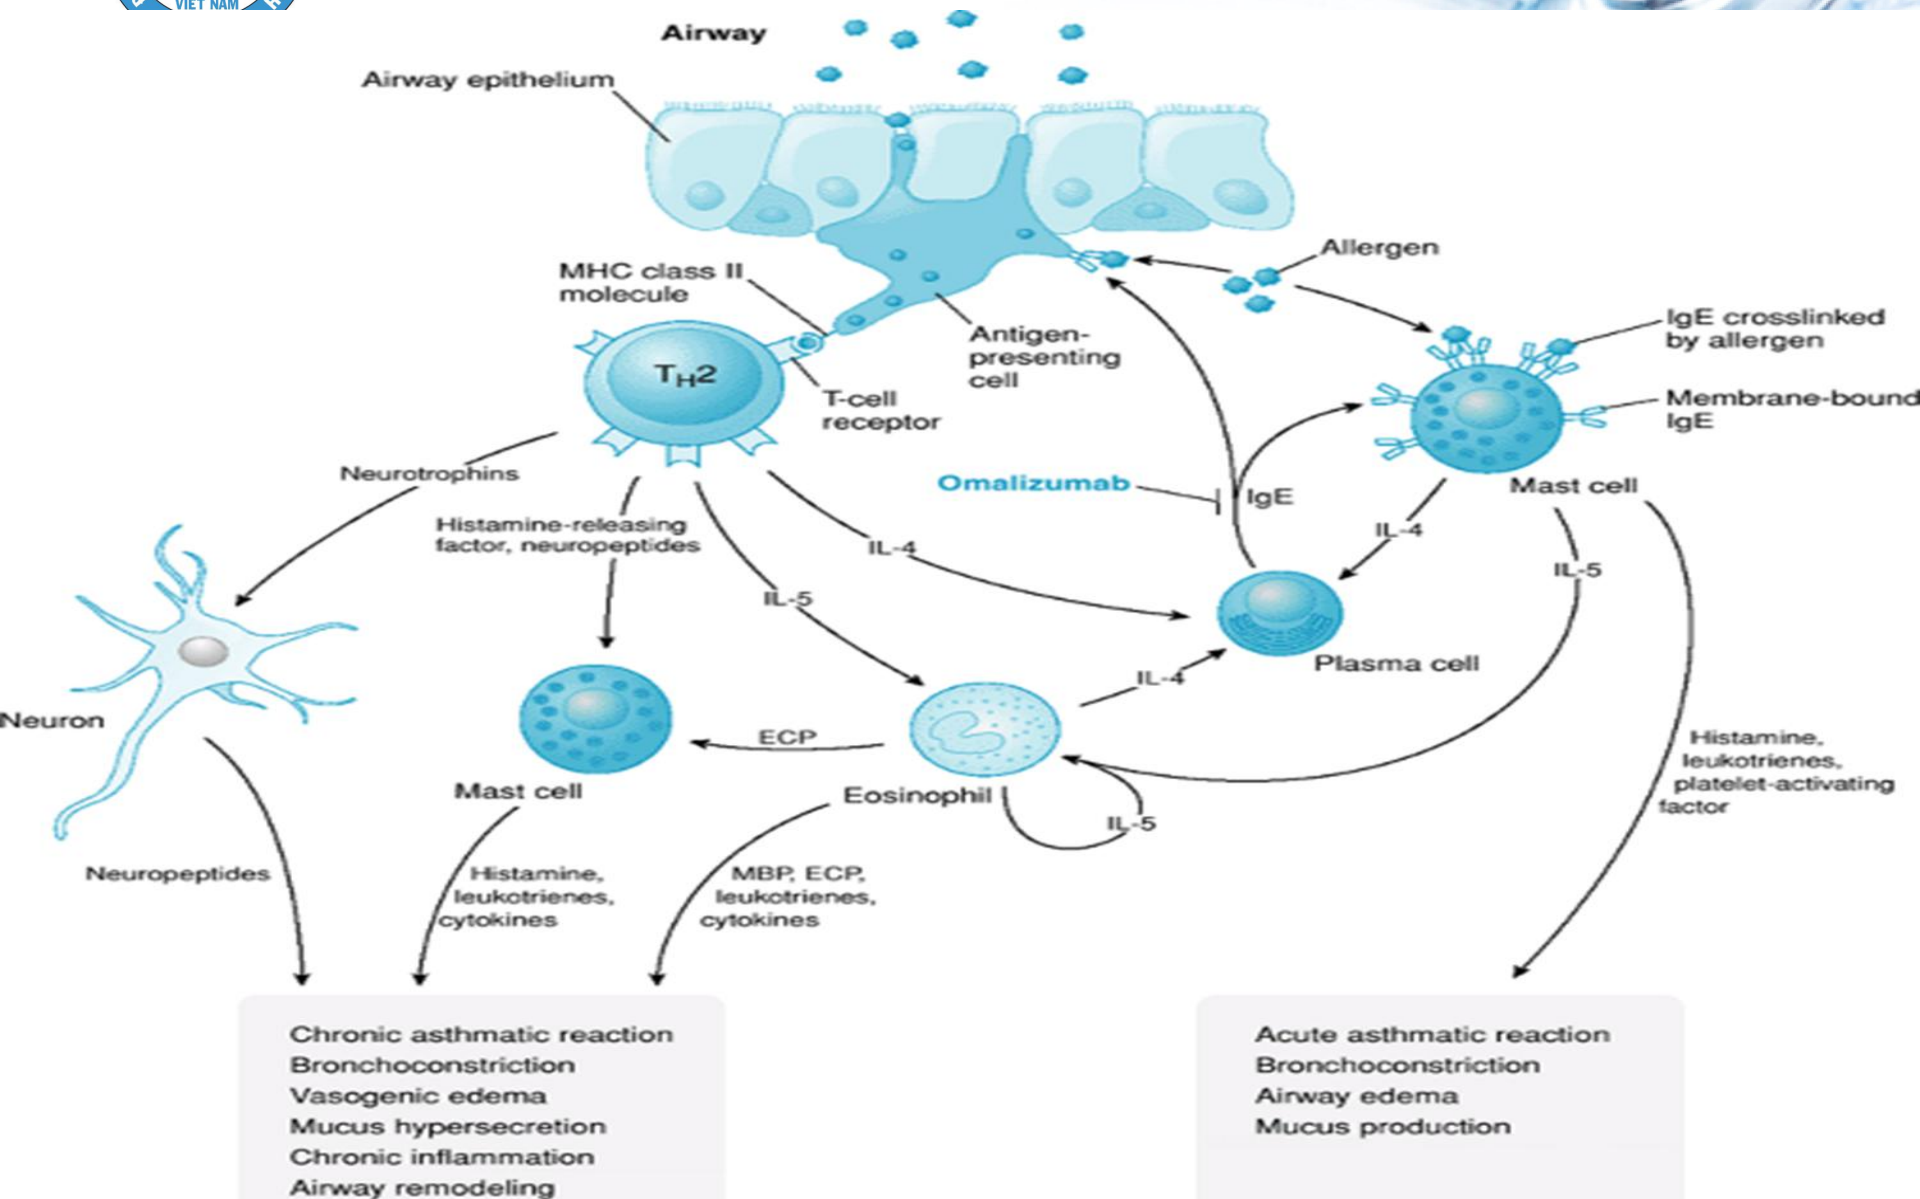 VIET NAM
Airway
Airway epithelium
Allergen
MHC class II
molecule
Antigen-
presenting
cell
IgE crosslinked
by allergen
TH2
T-cell
receptor
Membrane-bound
IgE
Neurotrophins
Omalizumab
IgE
Mast cell
Histamine-releasing
factor, neuropeptides
IL-4
IL-4
IL-5
IL-5
Plasma cell
IL-4
Neuron
ECP
Mast cell
Eosinophil
IL-5
Histamine,
leukotrienes,
platelet-activating
factor
Neuropeptides
Histamine,
leukotrienes,
cytokines
MBP, ECP,
leukotrienes,
cytokines
Chronic asthmatic reaction
Bronchoconstriction
Vasogenic edema
Mucus hypersecretion
Chronic inflammation
Airway remodeling
Acute asthmatic reaction
Bronchoconstriction
Airway edema
Mucus production